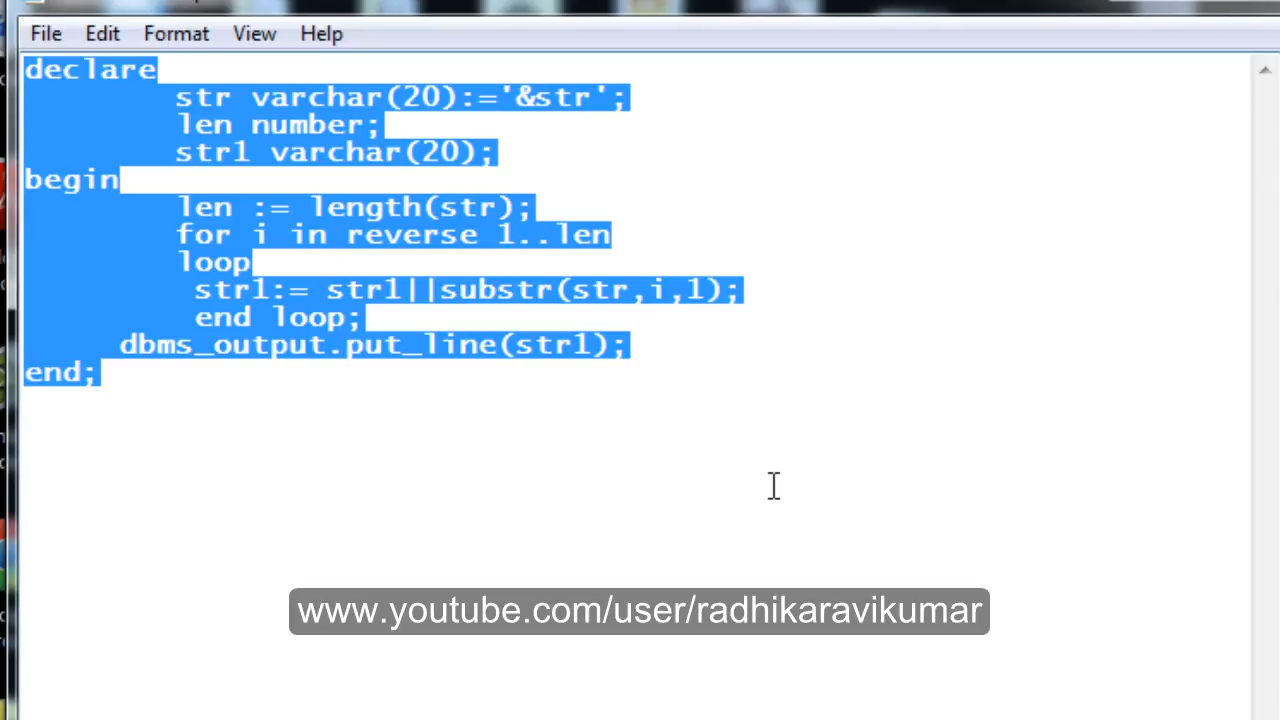 File Edit Format View Help
declare
str varchar(20):='&str';
len number;
str1 varchar(20);
begin
len := length(str);
for i in reverse 1..len
loop
str1:= str1||substr(str,i,1);
end loop;
dbms_output.put_line(str1);
end;
www.youtube.com/user/radhikaravikumar